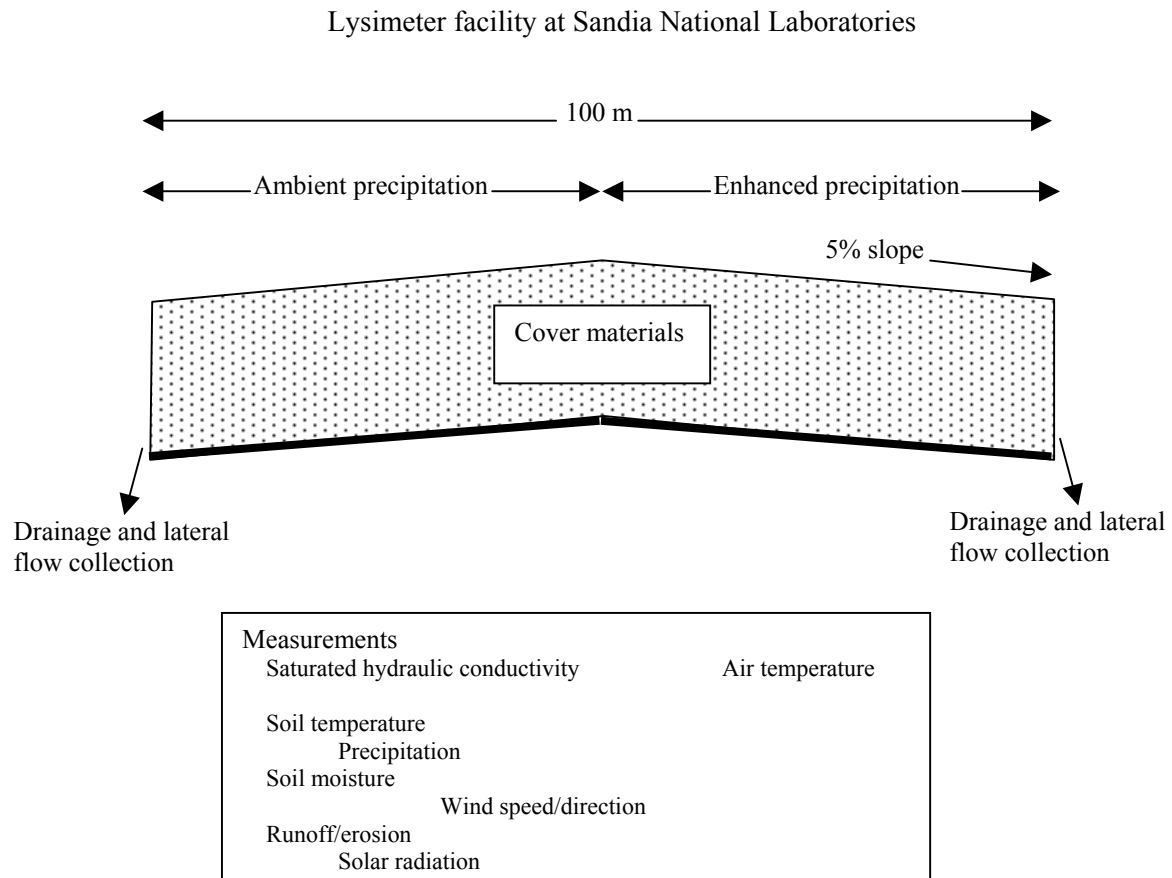 Lysimeter facility at Sandia National Laboratories
100 m
Ambient precipitation
Enhanced precipitation
5% slope
Cover materials
Drainage and lateral
flow collection
Drainage and lateral
flow collection
Measurements
Saturated hydraulic conductivity Air temperature
Soil temperature
Precipitation
Soil moisture
Wind speed/direction
Runoff/erosion
Solar radiation